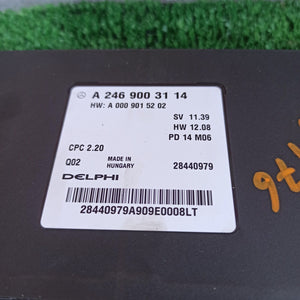 A 246 900 31 14
HW: A 000 901 52 02
SV 11.39
HW 12.08
PD 14 M06
CPC 2.20
Q02
MADE IN
HUNGARY
28440979
DELPHI
28440979A909E0008LT